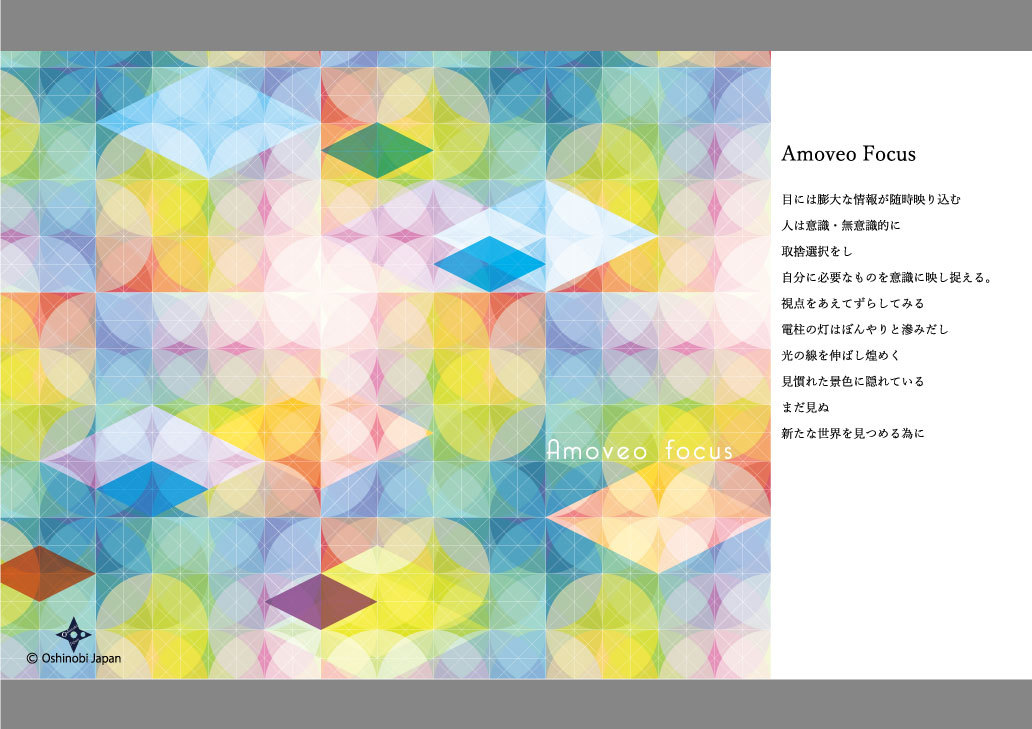 Amoveo Focus
目には膨大な情報が随時映り込む
人は意識・無意識的に
取捨選択をし
自分に必要なものを意識に映し捉える。
視点をあえてずらしてみる
電柱の灯はぼんやりと滲みだし
光の線を伸ばし煌めく
見慣れた景色に隠れている
まだ見ぬ
新たな世界を見つめる為に
Amoveo focus
© Oshinobi Japan